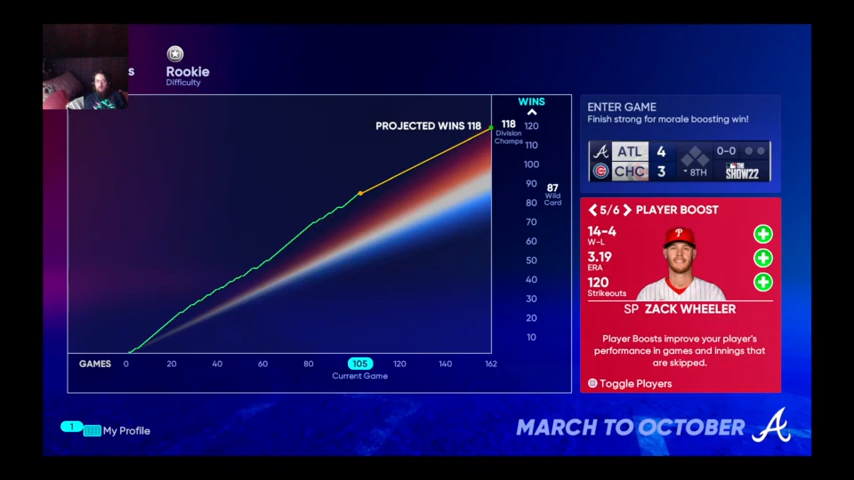 s
Rookie
Difficulty
PROJECTED WINS 118
WINS
118
Division
Champs
120
110
100
90
80
70
60
50
40
30
20
10
87
Wild
Card
GAMES
0
20
40
60
80
105
120
140
162
Current Game
ENTER GAME
Finish strong for morale boosting win!
ATL 4
CHC 3
0-0
8TH
THE SHOW22
5/6 PLAYER BOOST
14-4
W-L
3.19
ERA
120
Strikeouts
P
SP ZACK WHEELER
Player Boosts improve your player's
performance in games and innings that
are skipped.
Toggle Players
1 My Profile
MARCH TO OCTOBER A